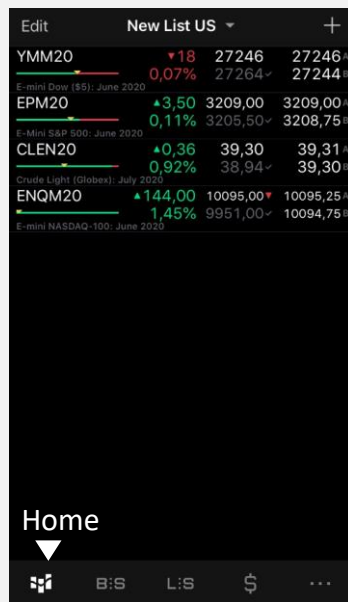 Edit New List US
YMM20 18 27246 27246 A
0,07% 27264 27244 B
E-mini Dow ($5): June 2020
EPM20 3,50 3209,00 3209,00 A
0,11% 3205,50 3208,75 B
E-Mini S&P 500: June 2020
CLEN20 0,36 39,30 39,31 A
0,92% 38,94 39,30 B
Crude Light (Globex): July 2020
ENQM20 144,00 10095,00 10095,25 A
1,45% 9951,00 10094,75 B
E-mini NASDAQ-100: June 2020
Home
B:S L:S $ ...